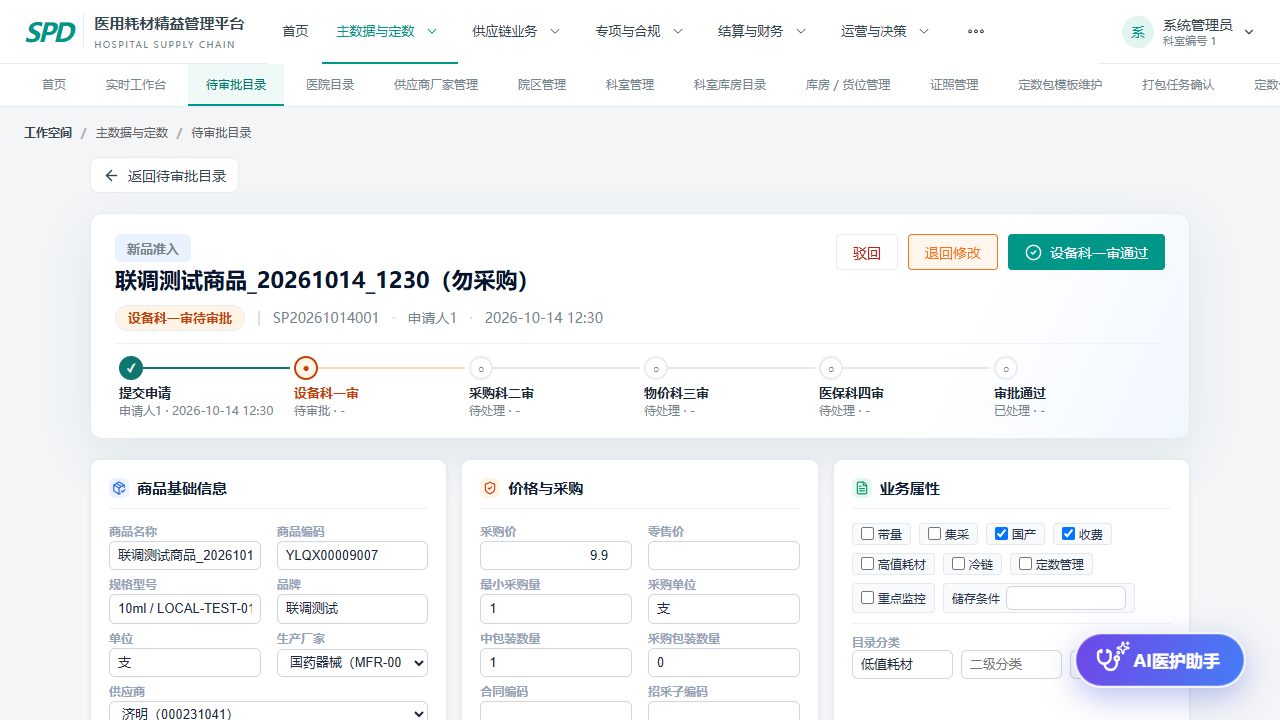 SPD 医用耗材精益管理平台 HOSPITAL SUPPLY CHAIN
首页 主数据与定数 供应链业务 专项与合规 结算与财务 运营与决策 •••
系 系统管理员 科室编号 1
首页 实时工作台 待审批目录 医院目录 供应商厂家管理 院区管理 科室管理 科室库房目录 库房 / 货位管理 证照管理 定数包模板维护 打包任务确认
工作空间 / 主数据与定数 / 待审批目录
返回待审批目录
新品准入
驳回 退回修改 设备科一审通过
联调测试商品_20261014_1230（勿采购）
设备科一审待审批 | SP20261014001 · 申请人1 · 2026-10-14 12:30
提交申请 设备科一审 采购科二审 物价科三审 医保科四审 审批通过
申请人1 · 2026-10-14 12:30 待审批 · - 待处理 · - 待处理 · - 待处理 · - 已处理 · -
商品基础信息
商品名称 商品编码
联调测试商品_2026101 YLQX00009007
规格型号 品牌
10ml / LOCAL-TEST-01 联调测试
单位 生产厂家
支 国药器械（MFR-00
供应商
济明（000231041）
价格与采购
采购价 零售价
9.9
最小采购量 采购单位
1 支
中包装数量 采购包装数量
1 0
合同编码 招采子编码
业务属性
带量 集采 国产 收费
高值耗材 冷链 定数管理
重点监控 储存条件
目录分类
低值耗材 二级分类
AI医护助手